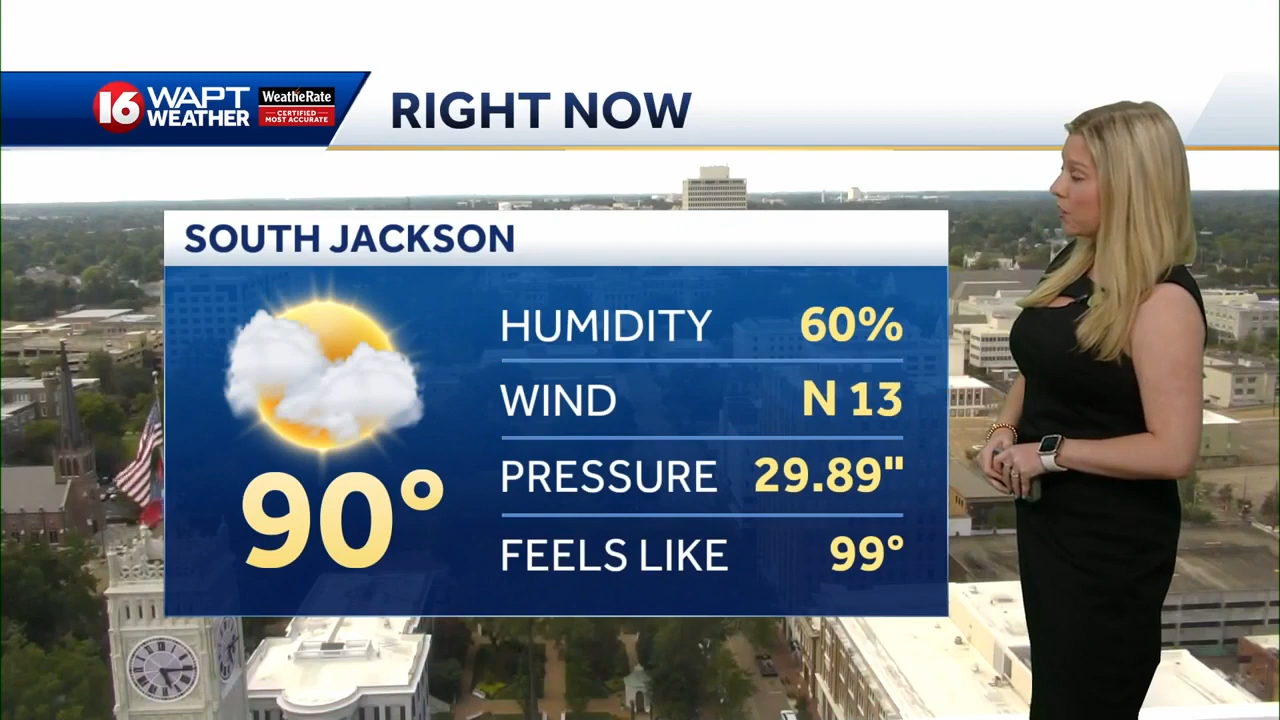 16 WAPT
WEATHER
WeatheRate
CERTIFIED
MOST ACCURATE
RIGHT NOW
SOUTH JACKSON
90°
HUMIDITY 60%
WIND N 13
PRESSURE 29.89"
FEELS LIKE 99°